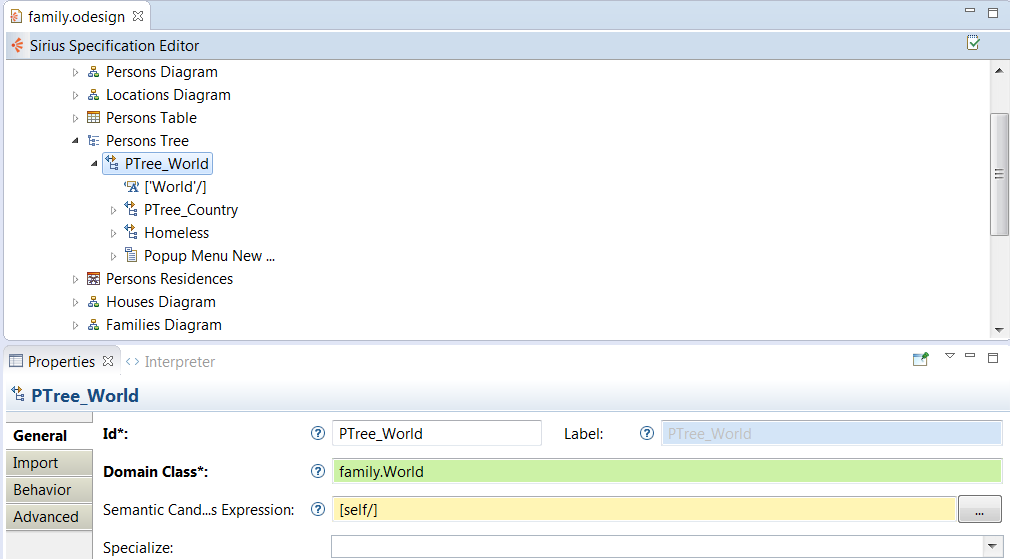 family.odesign
Sirius Specification Editor
Persons Diagram
Locations Diagram
Persons Table
Persons Tree
PTree_World
['World'/]
PTree_Country
Homeless
Popup Menu New ...
Persons Residences
Houses Diagram
Families Diagram
Properties Interpreter
PTree_World
General Id*: PTree_World Label: PTree_World
Import Domain Class*: family.World
Behavior
Advanced Semantic Cand...s Expression: [self/] ...
Specialize: